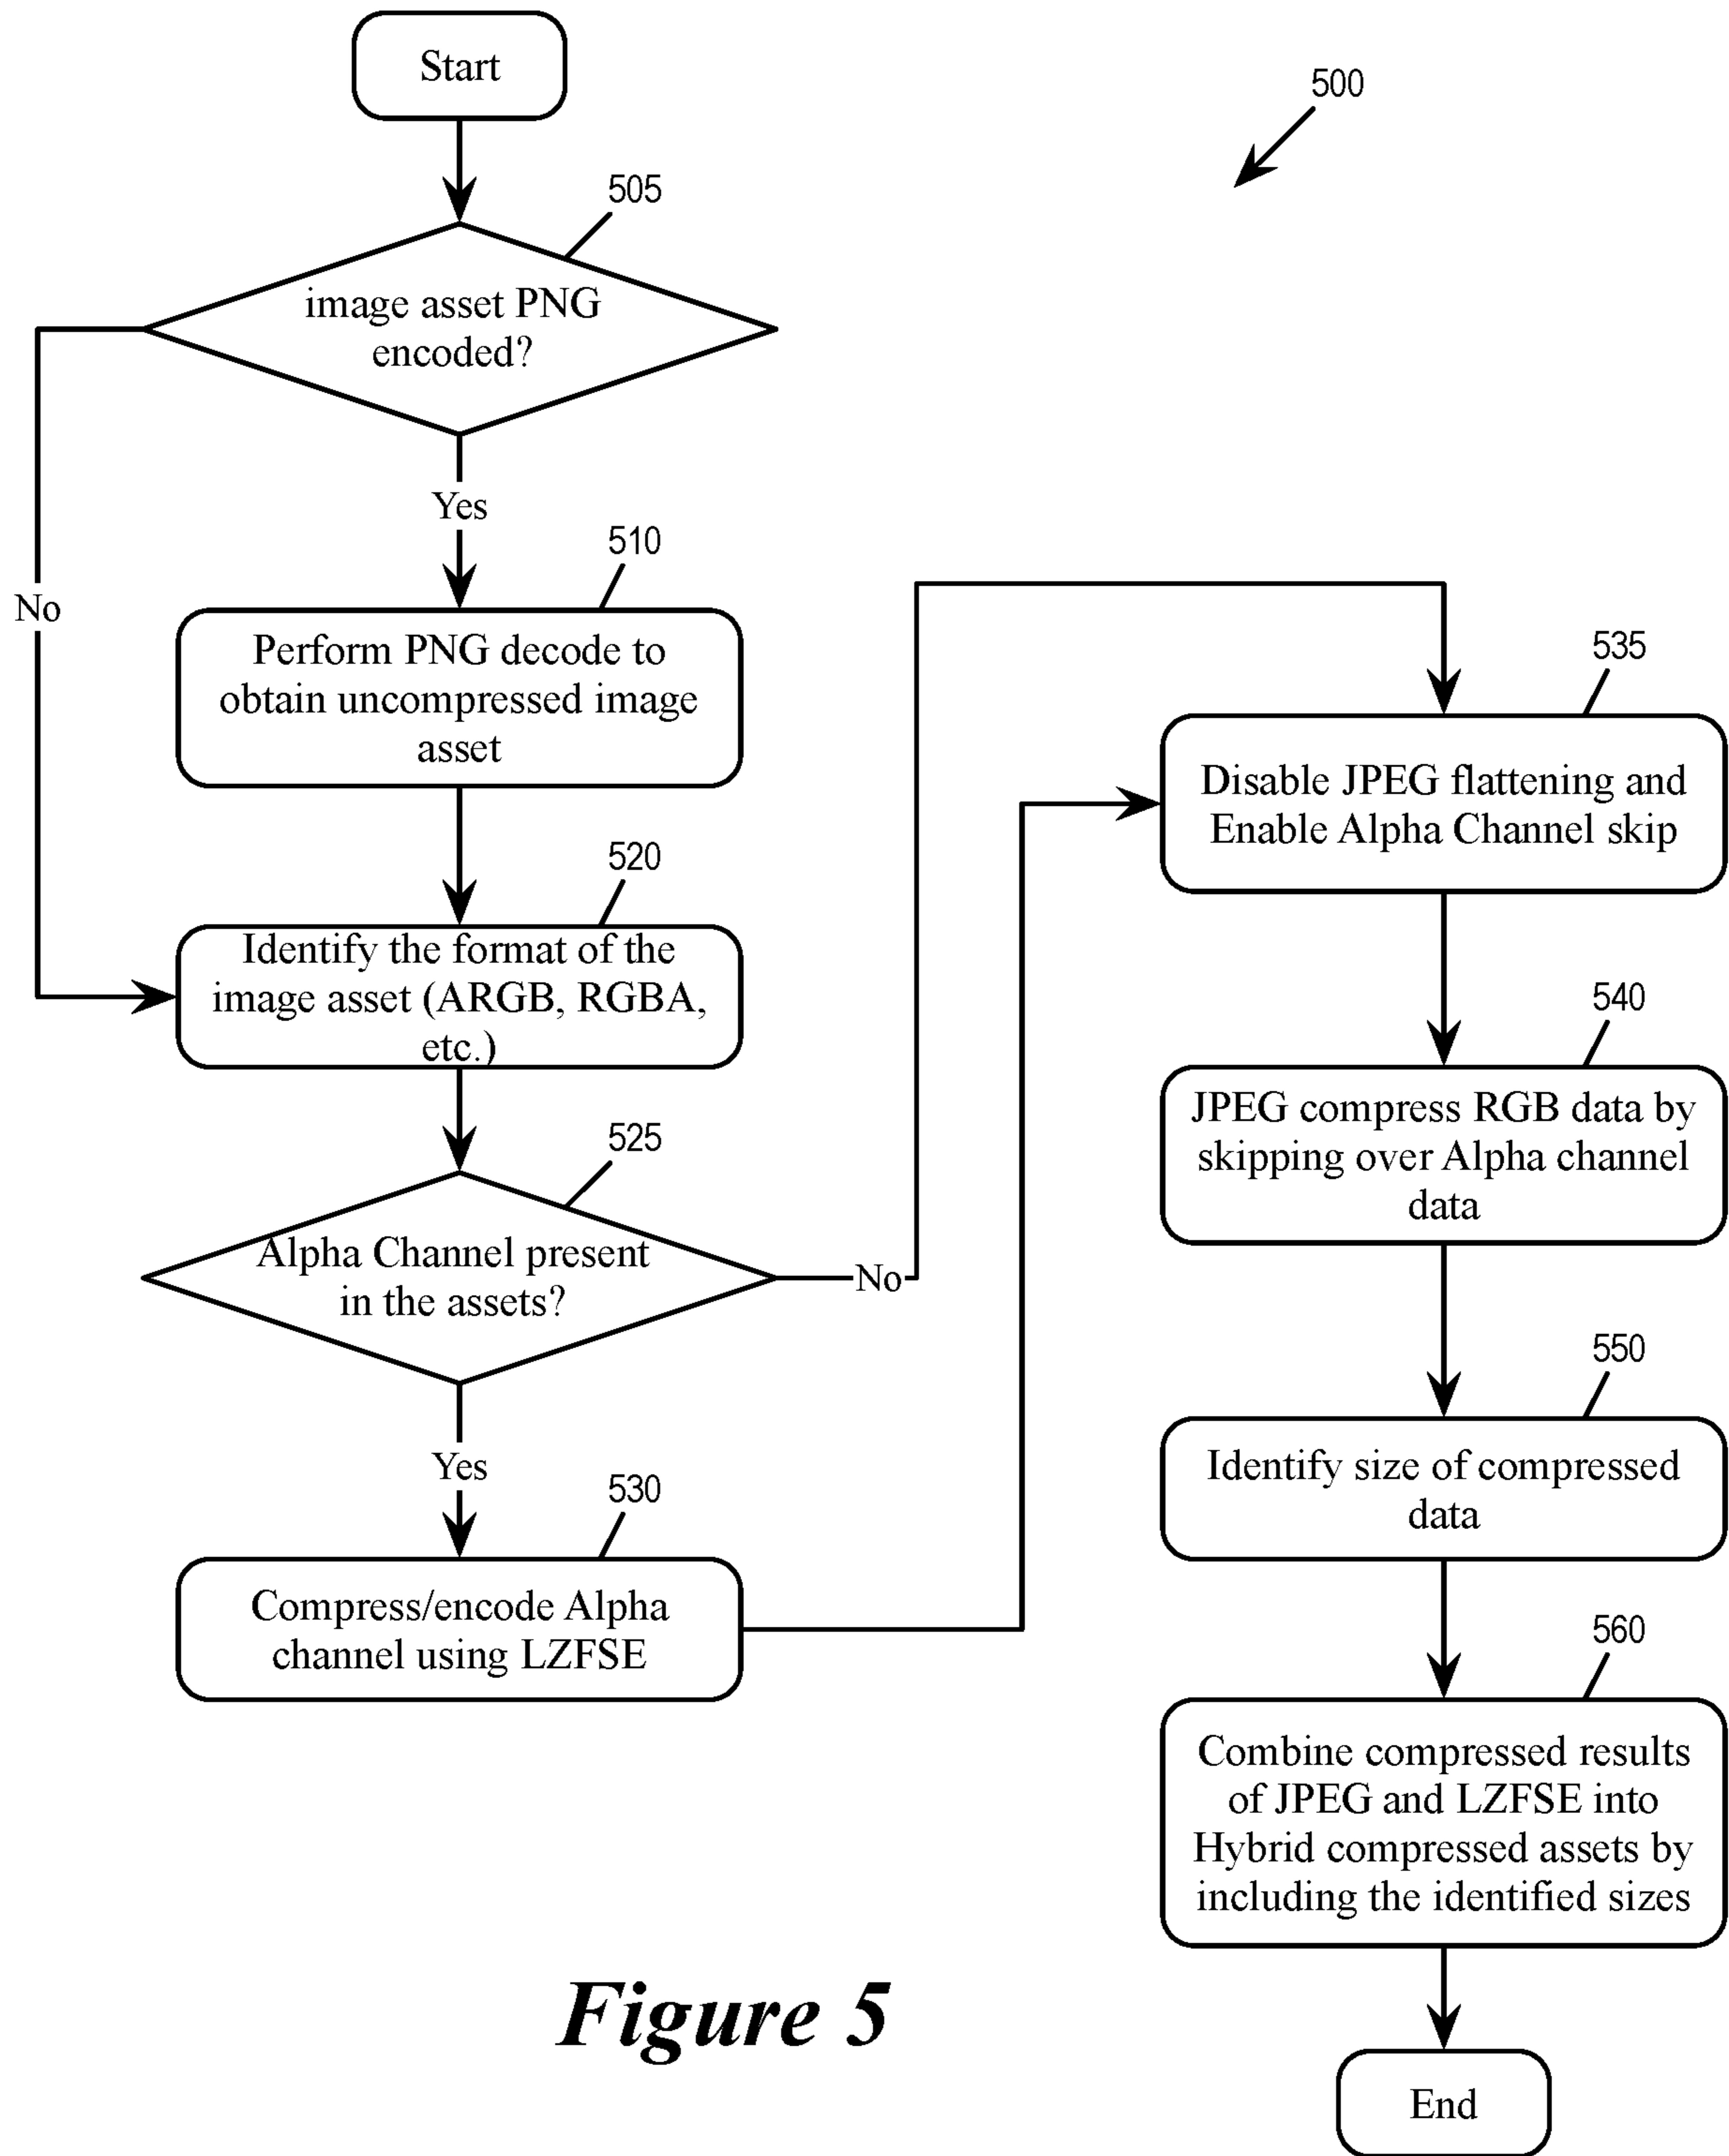 Start
500
505
image asset PNG
encoded?
Yes
No
510
Perform PNG decode to
obtain uncompressed image
asset
520
Identify the format of the
image asset (ARGB, RGBA,
etc.)
525
Alpha Channel present
in the assets?
No
Yes
530
Compress/encode Alpha
channel using LZFSE
535
Disable JPEG flattening and
Enable Alpha Channel skip
540
JPEG compress RGB data by
skipping over Alpha channel
data
550
Identify size of compressed
data
560
Combine compressed results
of JPEG and LZFSE into
Hybrid compressed assets by
including the identified sizes
End
Figure 5